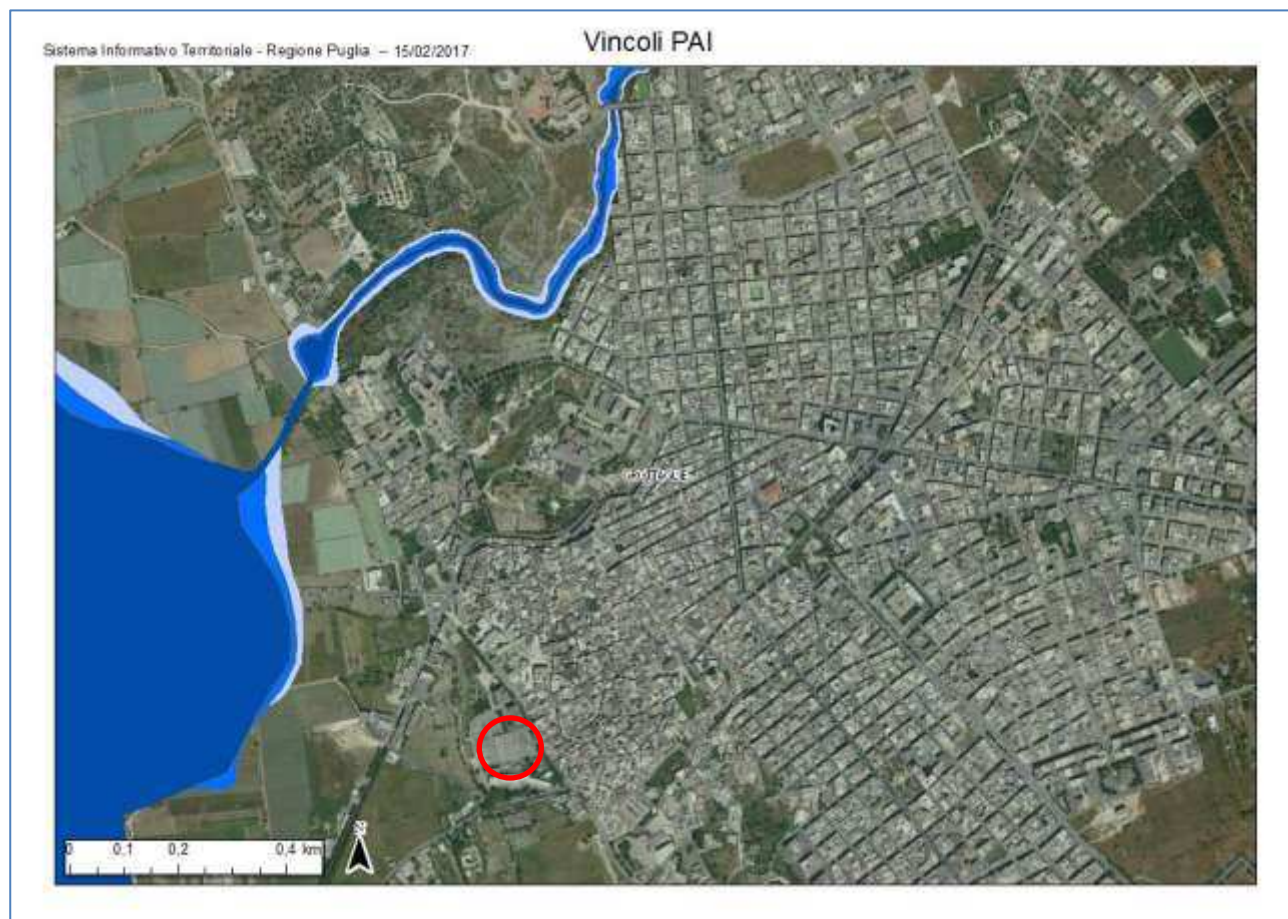 Vincoli PAI
Sistema Informativo Territoriale - Regione Puglia – 15/02/2017
0 0.1 0.2 0.4 km